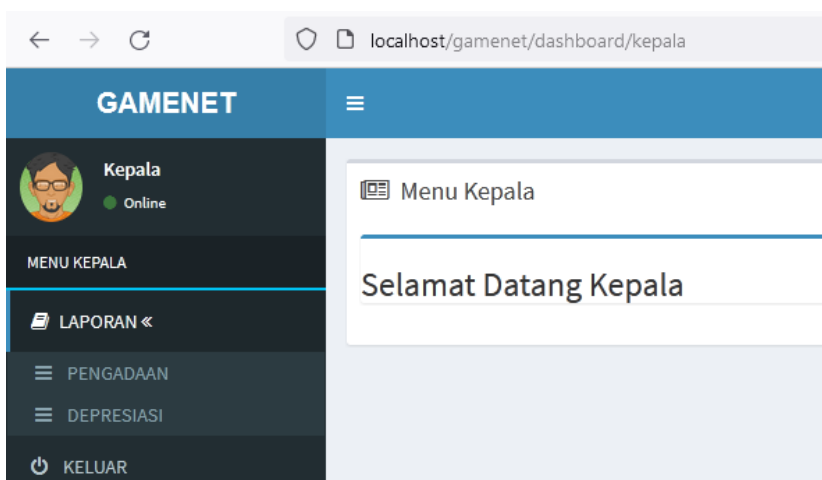 localhost/gamenet/dashboard/kepala
GAMENET
Kepala
Online
MENU KEPALA
LAPORAN «
PENGADAAN
DEPRESIASI
KELUAR
Menu Kepala
Selamat Datang Kepala